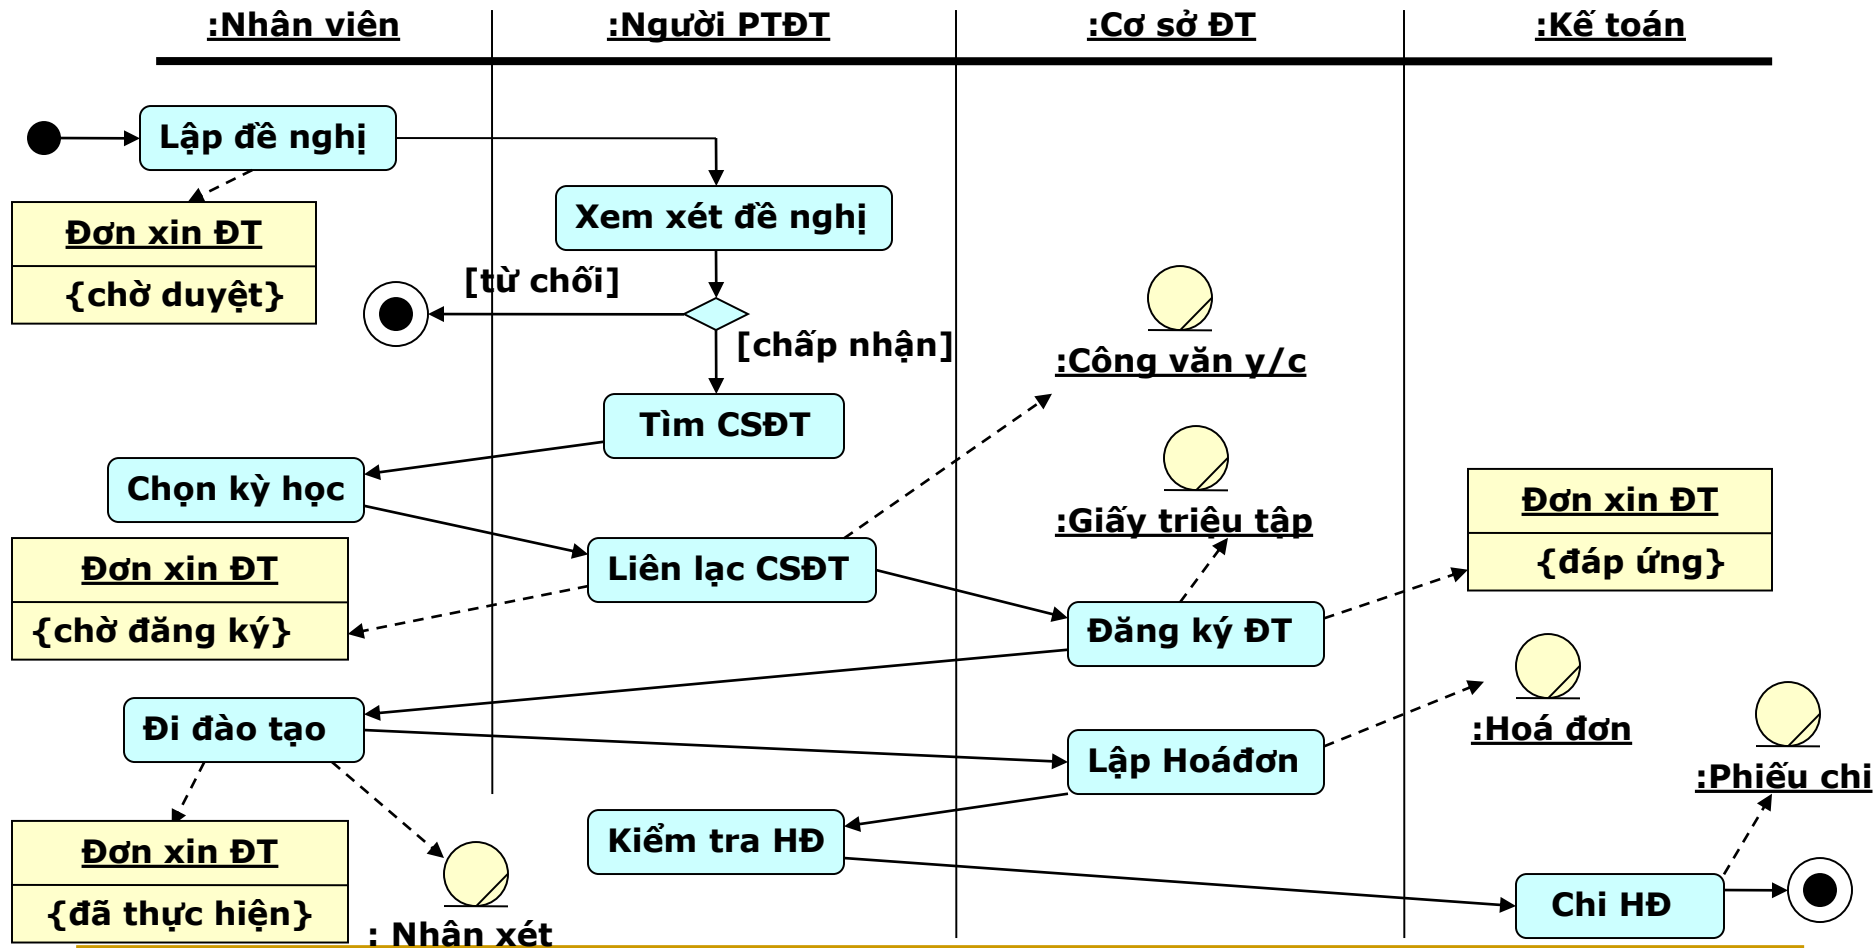 :Nhân viên
:Người PTĐT
:Cơ sở ĐT
:Kế toán
Lập đề nghị
Đơn xin ĐT
{chờ duyệt}
Xem xét đề nghị
[từ chối]
[chấp nhận]
:Công văn y/c
Tìm CSĐT
Chọn kỳ học
:Giấy triệu tập
Đơn xin ĐT
{đáp ứng}
Đơn xin ĐT
{chờ đăng ký}
Liên lạc CSĐT
Đăng ký ĐT
Đi đào tạo
Lập Hoáđơn
:Hoá đơn
:Phiếu chi
Đơn xin ĐT
{đã thực hiện}
Kiểm tra HĐ
: Nhận xét
Chi HĐ